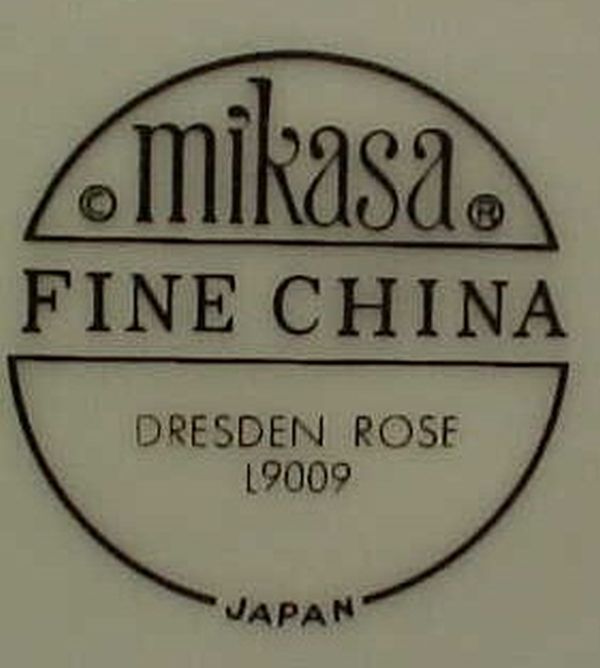 © mikasa ®
FINE CHINA
DRESDEN ROSE
L9009
JAPAN